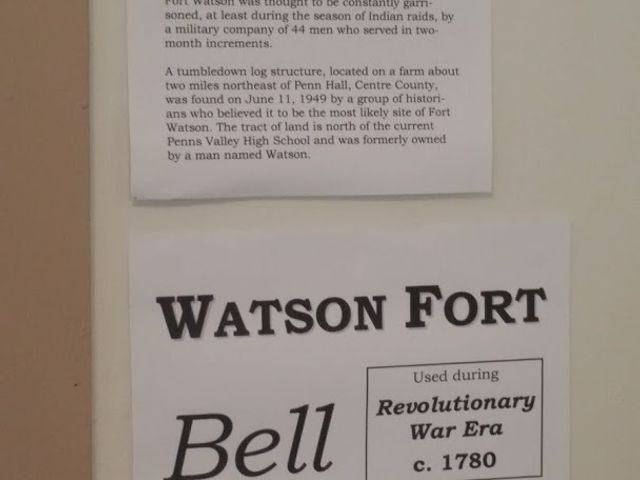 Fort Watson was thought to be constantly garri-
soned, at least during the season of Indian raids, by
a military company of 44 men who served in two-
month increments.
A tumbledown log structure, located on a farm about
two miles northeast of Penn Hall, Centre County,
was found on June 11, 1949 by a group of histori-
ans who believed it to be the most likely site of Fort
Watson. The tract of land is north of the current
Penns Valley High School and was formerly owned
by a man named Watson.
WATSON FORT
Bell
Used during
Revolutionary
War Era
c. 1780